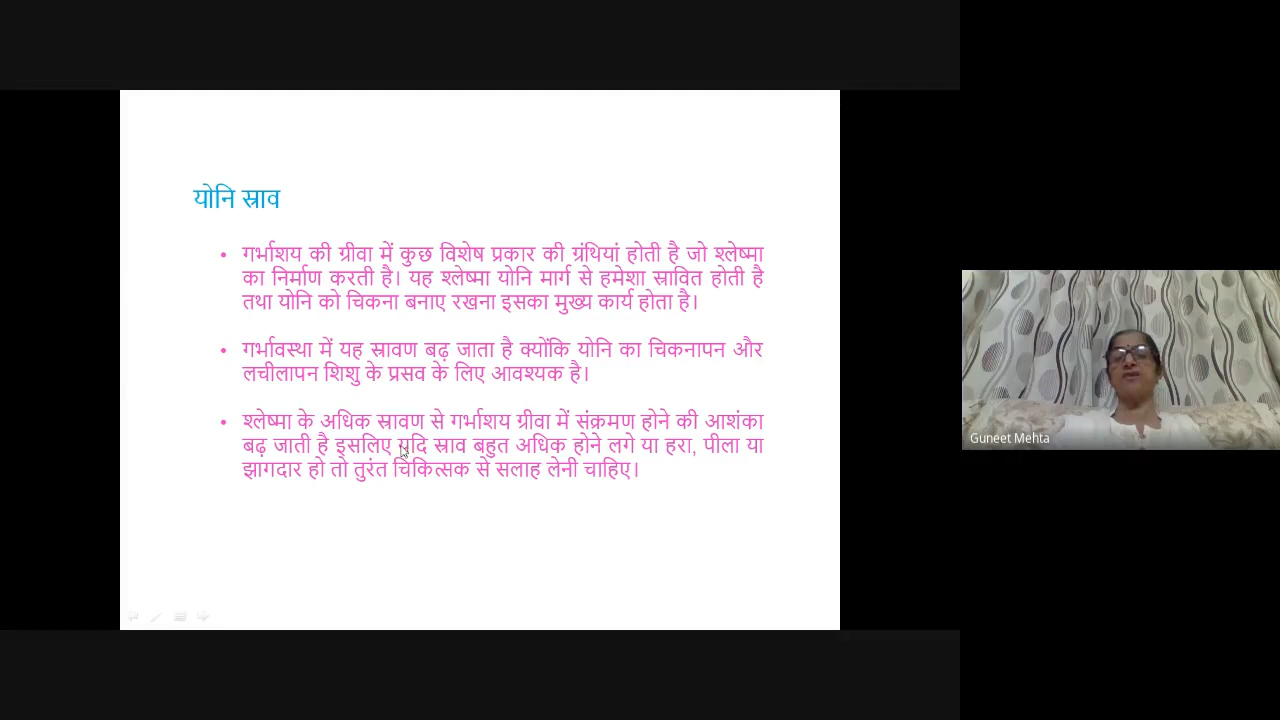 योनि स्राव
• गर्भाशय की ग्रीवा में कुछ विशेष प्रकार की ग्रंथियां होती है जो श्लेष्मा
का निर्माण करती है। यह श्लेष्मा योनि मार्ग से हमेशा स्रावित होती है
तथा योनि को चिकना बनाए रखना इसका मुख्य कार्य होता है।
• गर्भावस्था में यह स्रावण बढ़ जाता है क्योंकि योनि का चिकनापन और
लचीलापन शिशु के प्रसव के लिए आवश्यक है।
• श्लेष्मा के अधिक स्रावण से गर्भाशय ग्रीवा में संक्रमण होने की आशंका
बढ़ जाती है इसलिए यदि स्राव बहुत अधिक होने लगे या हरा, पीला या
झागदार हो तो तुरंत चिकित्सक से सलाह लेनी चाहिए।
Guneet Mehta